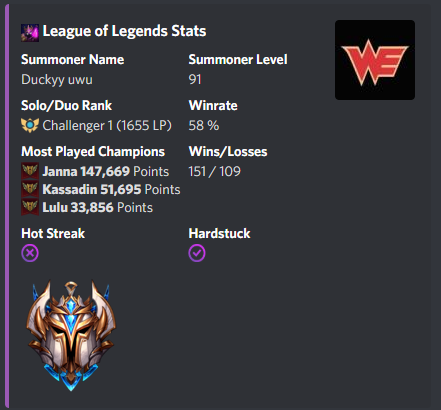 League of Legends Stats
Summoner Name
Duckyy uwu
Summoner Level
91
Solo/Duo Rank
Challenger 1 (1655 LP)
Winrate
58 %
Most Played Champions
Janna 147,669 Points
Kassadin 51,695 Points
Lulu 33,856 Points
Wins/Losses
151 / 109
Hot Streak
Hardstuck
WE